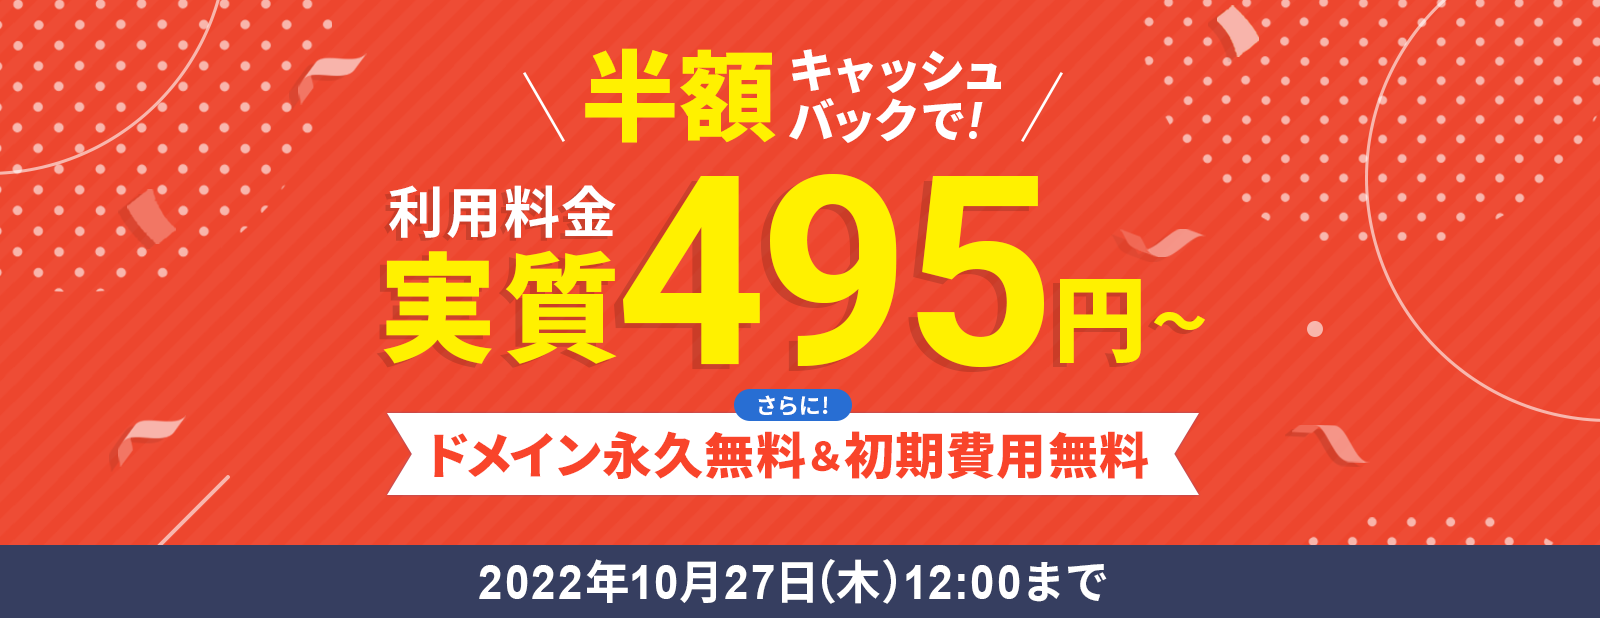 半額キャッシュ
バックで!
利用料金
実質495円~
さらに!
ドメイン永久無料&初期費用無料
2022年10月27日(木)12:00まで